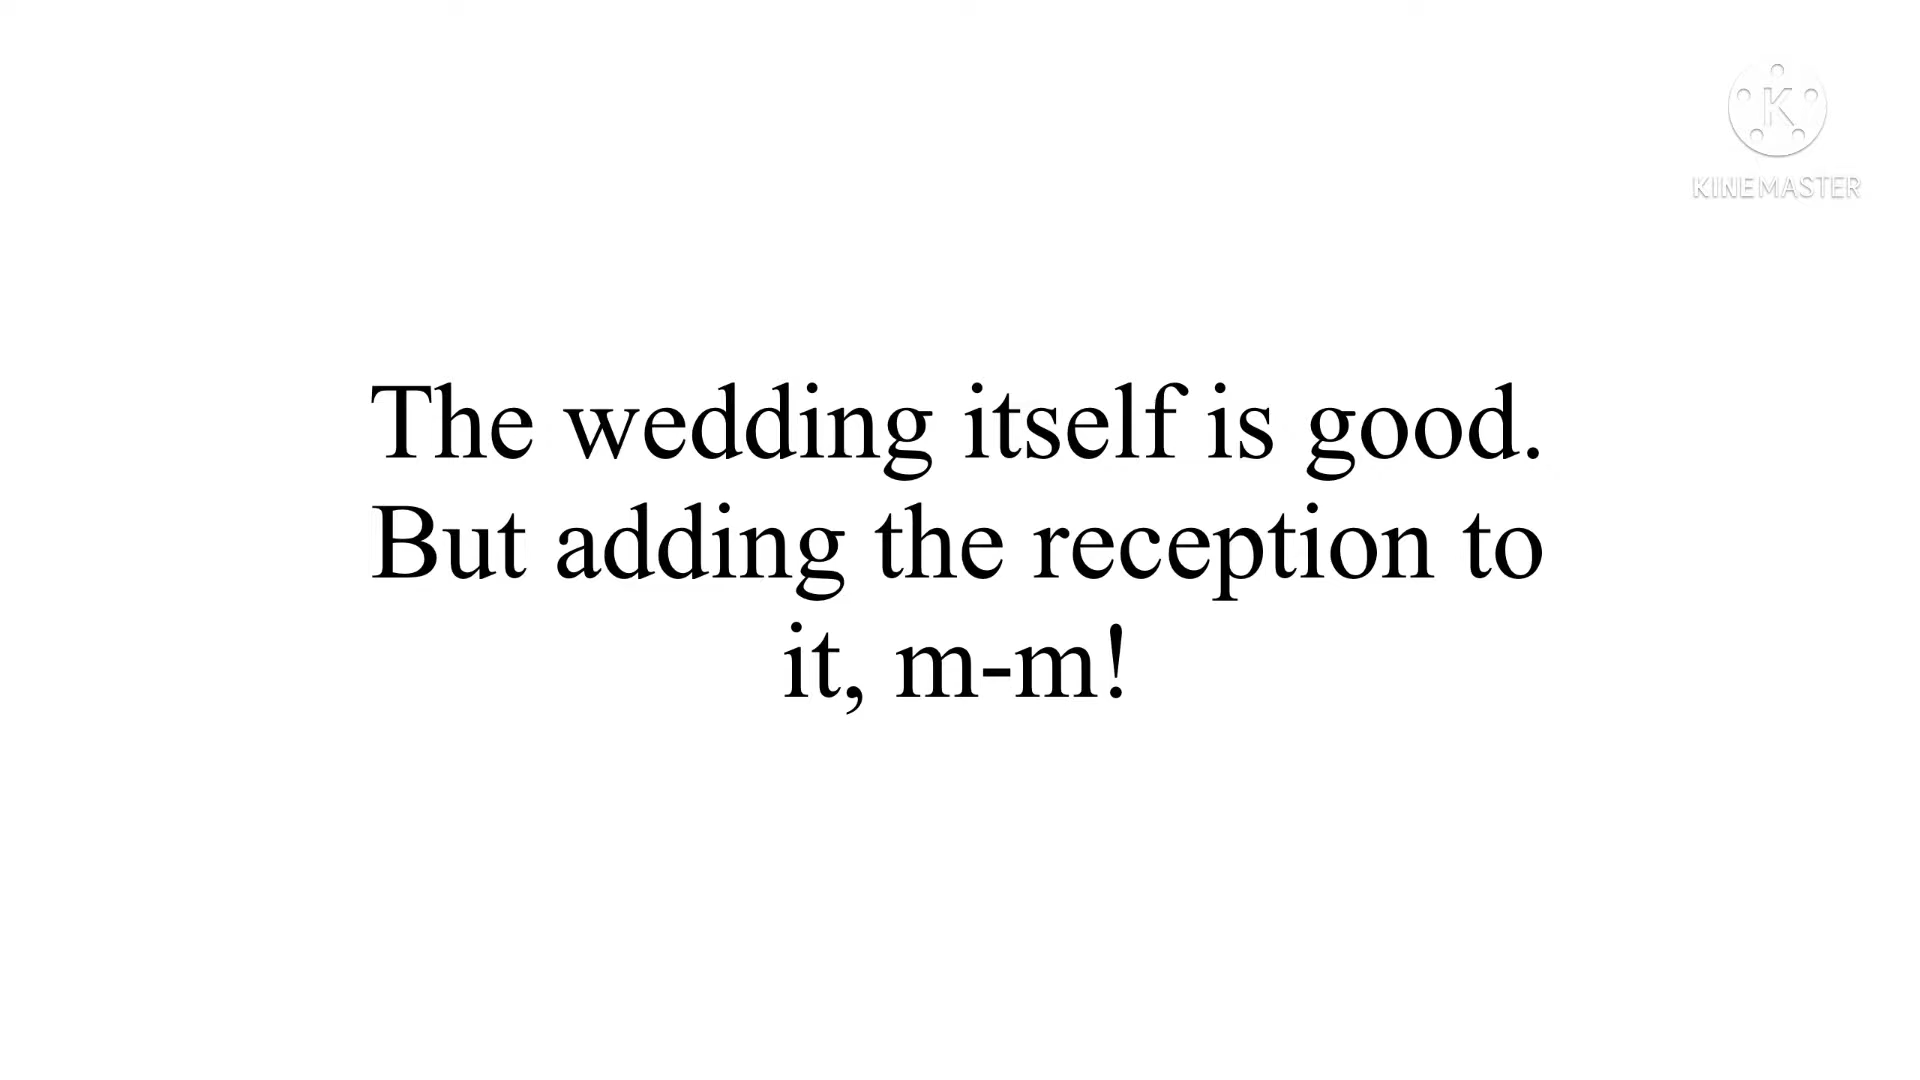 K
KINEMASTER
The wedding itself is good.
But adding the reception to
it, m-m!